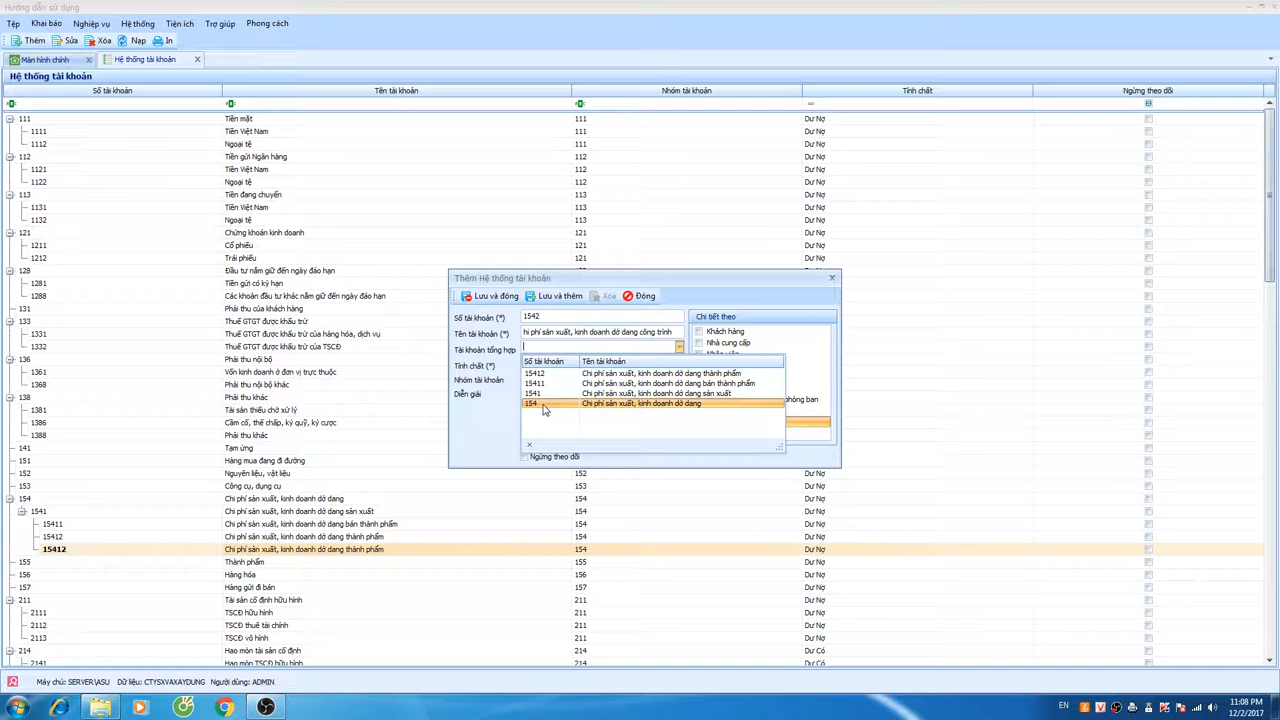 Hướng dẫn sử dụng
Tệp Khai báo Nghiệp vụ Hệ thống Tiện ích Trợ giúp Phong cách
Thêm Sửa Xóa Nạp In
Màn hình chính Hệ thống tài khoản
Hệ thống tài khoản
Số tài khoản Tên tài khoản Nhóm tài khoản Tính chất Ngừng theo dõi
111 Tiền mặt 111 Dư Nợ
1111 Tiền Việt Nam 111 Dư Nợ
1112 Ngoại tệ 111 Dư Nợ
112 Tiền gửi Ngân hàng 112 Dư Nợ
1121 Tiền Việt Nam 112 Dư Nợ
1122 Ngoại tệ 112 Dư Nợ
113 Tiền đang chuyển 113 Dư Nợ
1131 Tiền Việt Nam 113 Dư Nợ
1132 Ngoại tệ 113 Dư Nợ
121 Chứng khoán kinh doanh 121 Dư Nợ
1211 Cổ phiếu 121 Dư Nợ
1212 Trái phiếu 121 Dư Nợ
128 Đầu tư nắm giữ đến ngày đáo hạn
1281 Tiền gửi có kỳ hạn
1288 Các khoản đầu tư khác nắm giữ đến ngày đáo hạn
131 Phải thu của khách hàng
133 Thuế GTGT được khấu trừ
1331 Thuế GTGT được khấu trừ của hàng hóa, dịch vụ
1332 Thuế GTGT được khấu trừ của TSCĐ
136 Phải thu nội bộ
1361 Vốn kinh doanh ở đơn vị trực thuộc
1368 Phải thu nội bộ khác
138 Phải thu khác
1381 Tài sản thiếu chờ xử lý
1386 Cầm cố, thế chấp, ký quỹ, ký cược
1388 Phải thu khác
141 Tạm ứng
151 Hàng mua đang đi đường
152 Nguyên liệu, vật liệu 152 Dư Nợ
153 Công cụ, dụng cụ 153 Dư Nợ
154 Chi phí sản xuất, kinh doanh dở dang 154 Dư Nợ
1541 Chi phí sản xuất, kinh doanh dở dang sản xuất 154 Dư Nợ
15411 Chi phí sản xuất, kinh doanh dở dang bán thành phẩm 154 Dư Nợ
15412 Chi phí sản xuất, kinh doanh dở dang thành phẩm 154 Dư Nợ
15412 Chi phí sản xuất, kinh doanh dở dang thành phẩm 154 Dư Nợ
155 Thành phẩm 155 Dư Nợ
156 Hàng hóa 156 Dư Nợ
157 Hàng gửi đi bán 157 Dư Nợ
211 Tài sản cố định hữu hình 211 Dư Nợ
2111 TSCĐ hữu hình 211 Dư Nợ
2112 TSCĐ thuê tài chính 211 Dư Nợ
2113 TSCĐ vô hình 211 Dư Nợ
214 Hao mòn tài sản cố định 214 Dư Có
2141 Hao mòn TSCĐ hữu hình 214 Dư Có
Thêm Hệ thống tài khoản
Lưu và đóng Lưu và thêm Xóa Đóng
Số tài khoản (*) 1542
Tên tài khoản (*) hi phí sản xuất, kinh doanh dở dang công trình
Tài khoản tổng hợp
Tính chất (*)
Nhóm tài khoản
Diễn giải
Chi tiết theo
Khách hàng
Nhà cung cấp
phòng ban
Số tài khoản Tên tài khoản
15412 Chi phí sản xuất, kinh doanh dở dang thành phẩm
15411 Chi phí sản xuất, kinh doanh dở dang bán thành phẩm
1541 Chi phí sản xuất, kinh doanh dở dang sản xuất
154 Chi phí sản xuất, kinh doanh dở dang
Ngừng theo dõi
Máy chủ: SERVER\ASU Dữ liệu: CTYSXVAXAYDUNG Người dùng: ADMIN
EN
11:08 PM
12/2/2017